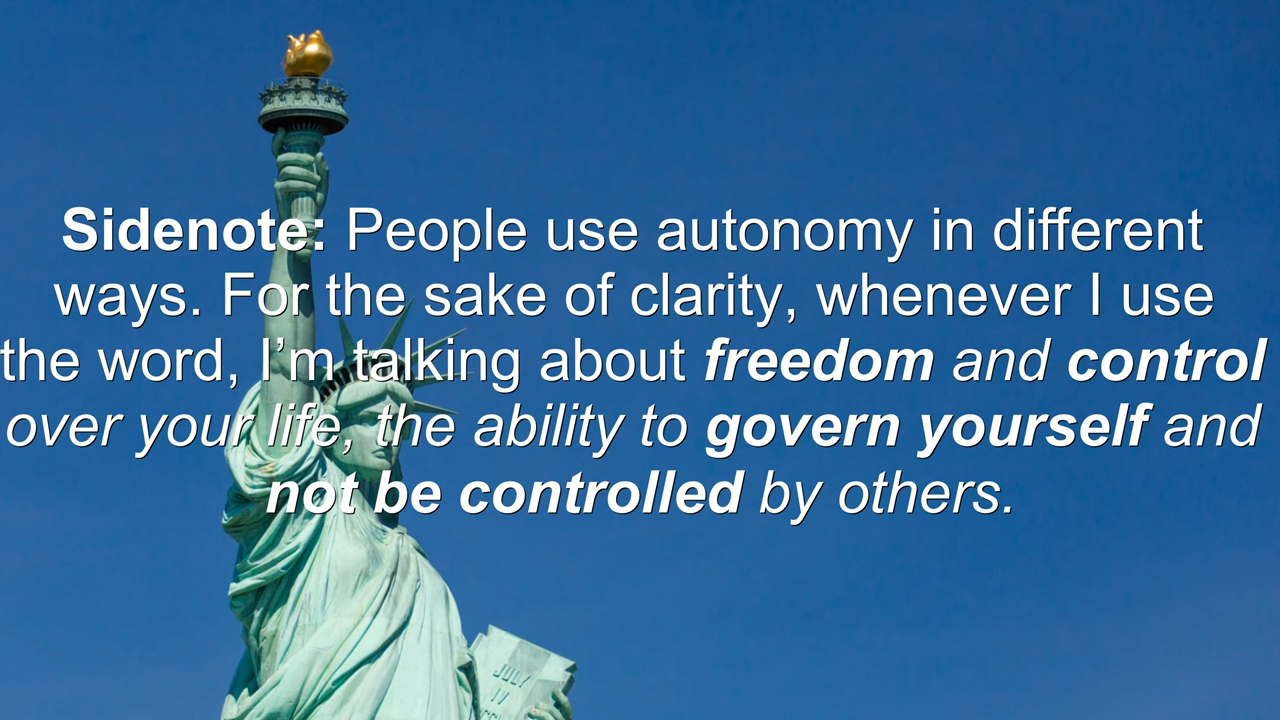 Sidenote: People use autonomy in different
ways. For the sake of clarity, whenever I use
the word, I’m talking about freedom and control
over your life, the ability to govern yourself and
not be controlled by others.
JULY
IV